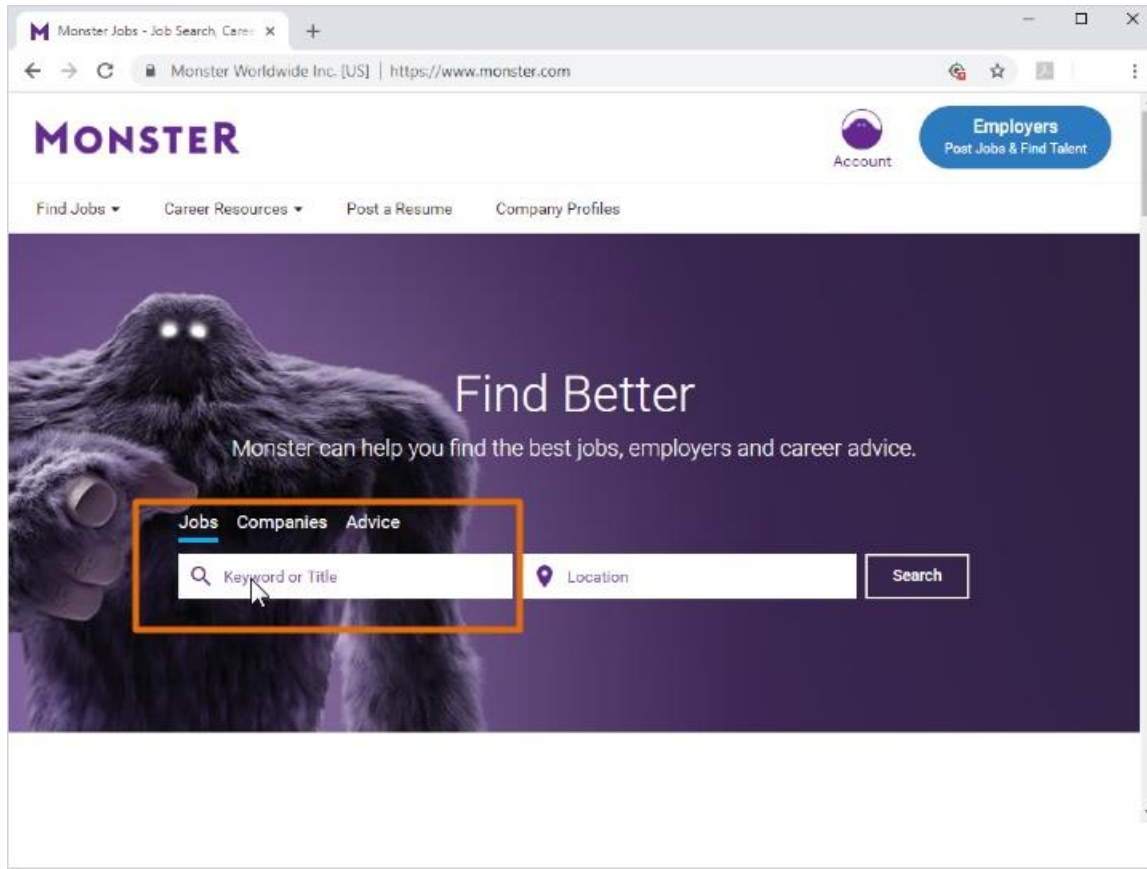 Monster Jobs - Job Search, Caree
Monster Worldwide Inc. [US] | https://www.monster.com
MONSTER
Account
Employers
Post Jobs & Find Talent
Find Jobs Career Resources Post a Resume Company Profiles
Find Better
Monster can help you find the best jobs, employers and career advice.
Jobs Companies Advice
Keyword or Title Location Search